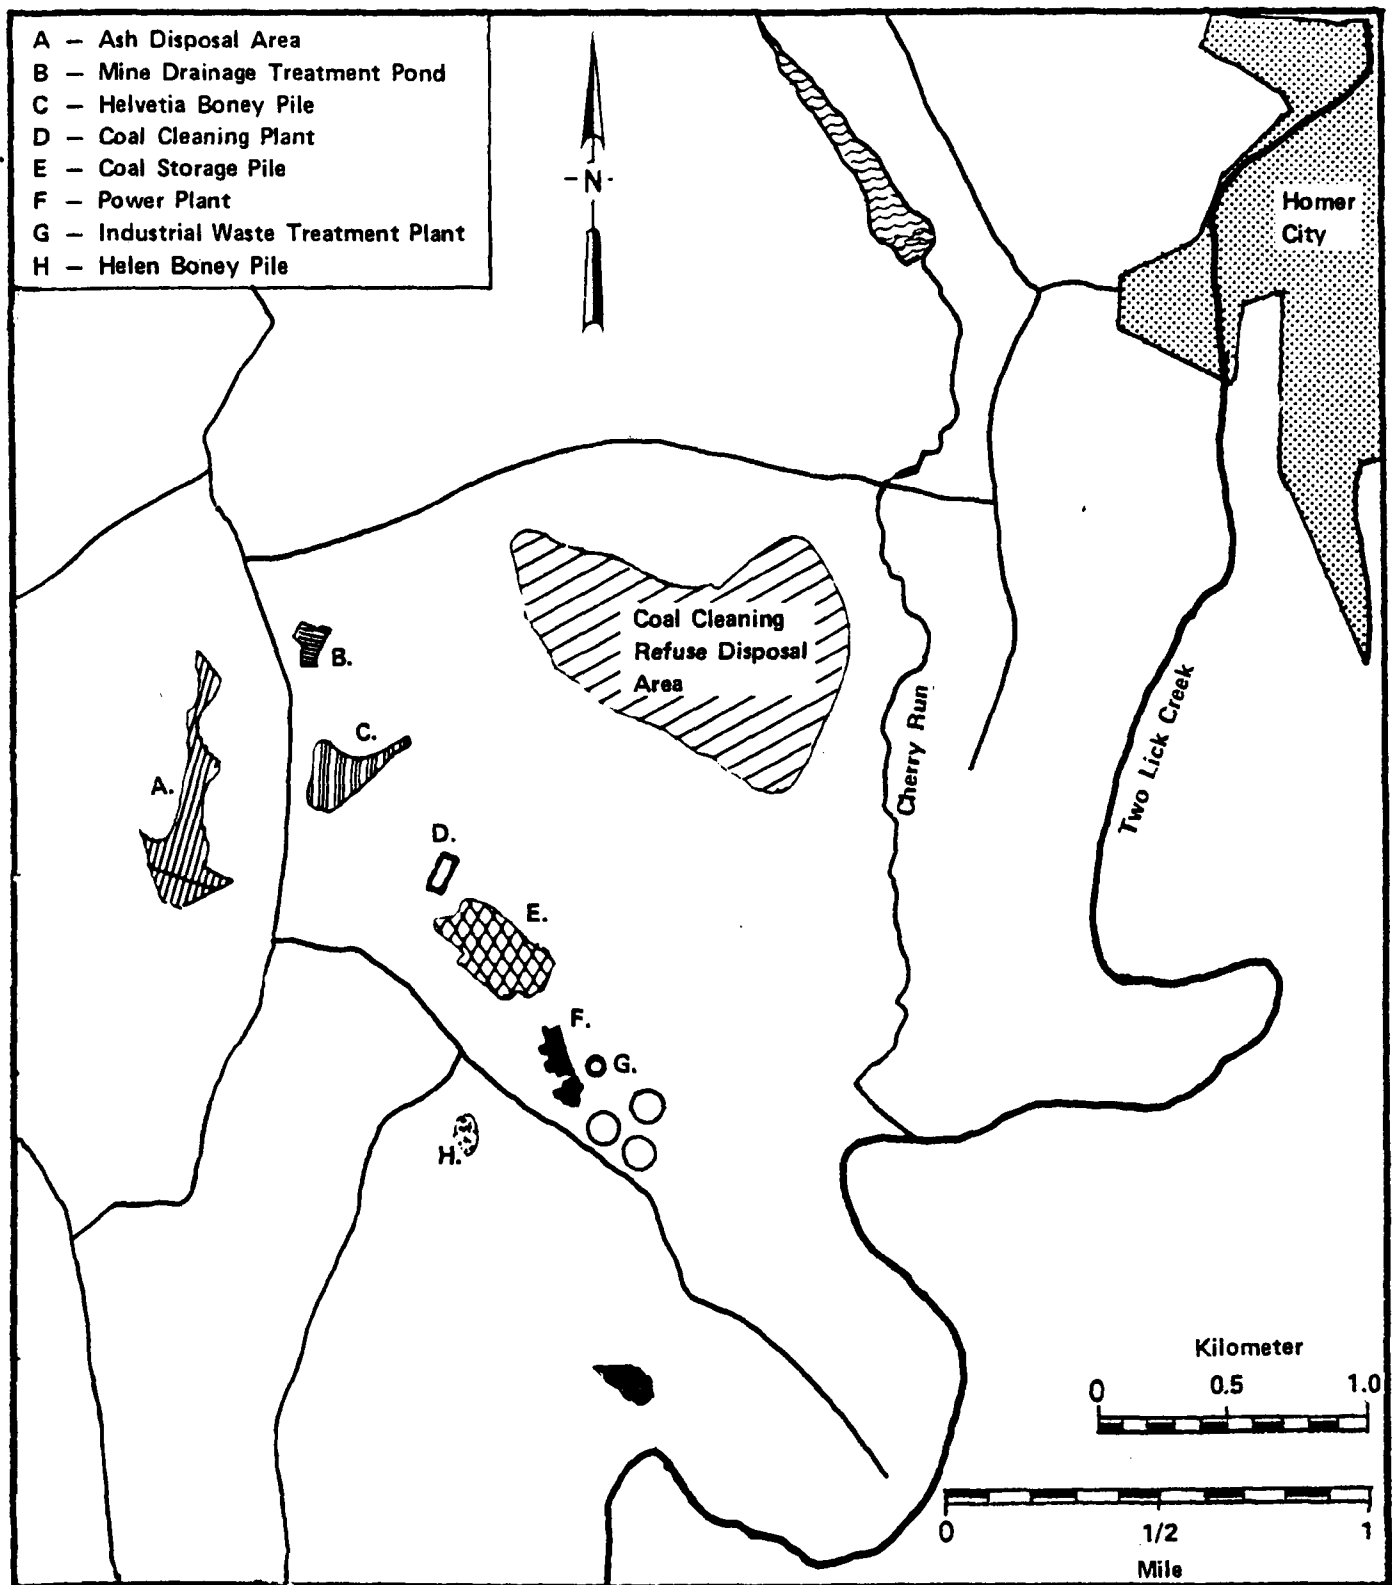 A – Ash Disposal Area
B – Mine Drainage Treatment Pond
C – Helvetia Boney Pile
D – Coal Cleaning Plant
E – Coal Storage Pile
F – Power Plant
G – Industrial Waste Treatment Plant
H – Helen Boney Pile
-N-
Homer
City
Coal Cleaning
Refuse Disposal
Area
B.
C.
A.
D.
E.
F.
G.
H.
Cherry Run
Two Lick Creek
Kilometer
0 0.5 1.0
0 1/2 1
Mile